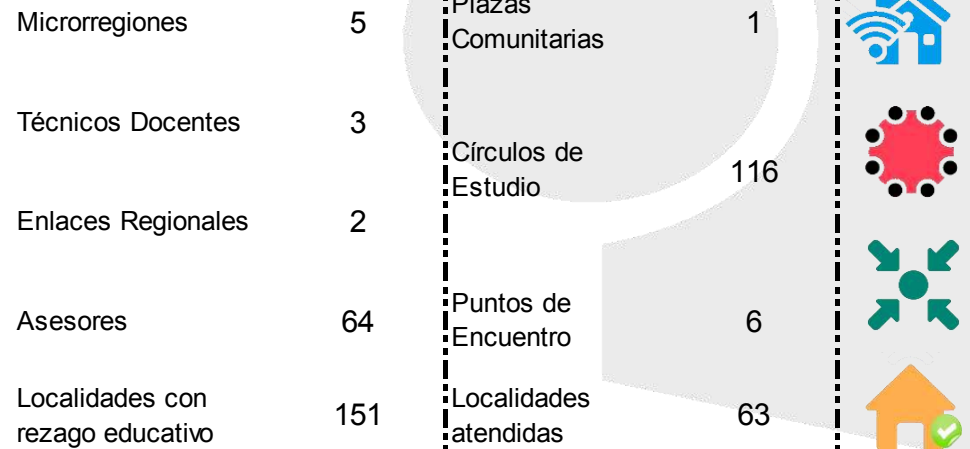 Microrregiones 5
Técnicos Docentes 3
Enlaces Regionales 2
Asesores 64
Localidades con
rezago educativo 151
Plazas
Comunitarias 1
Círculos de
Estudio 116
Puntos de
Encuentro 6
Localidades
atendidas 63